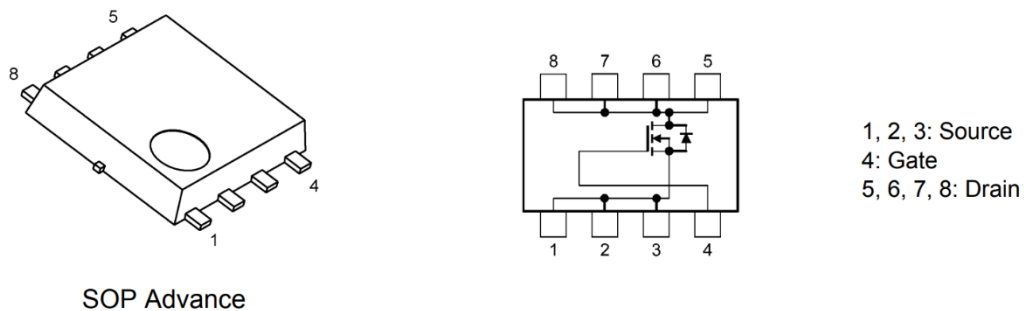 5
8
4
1
SOP Advance
8 7 6 5
1 2 3 4
1, 2, 3: Source
4: Gate
5, 6, 7, 8: Drain